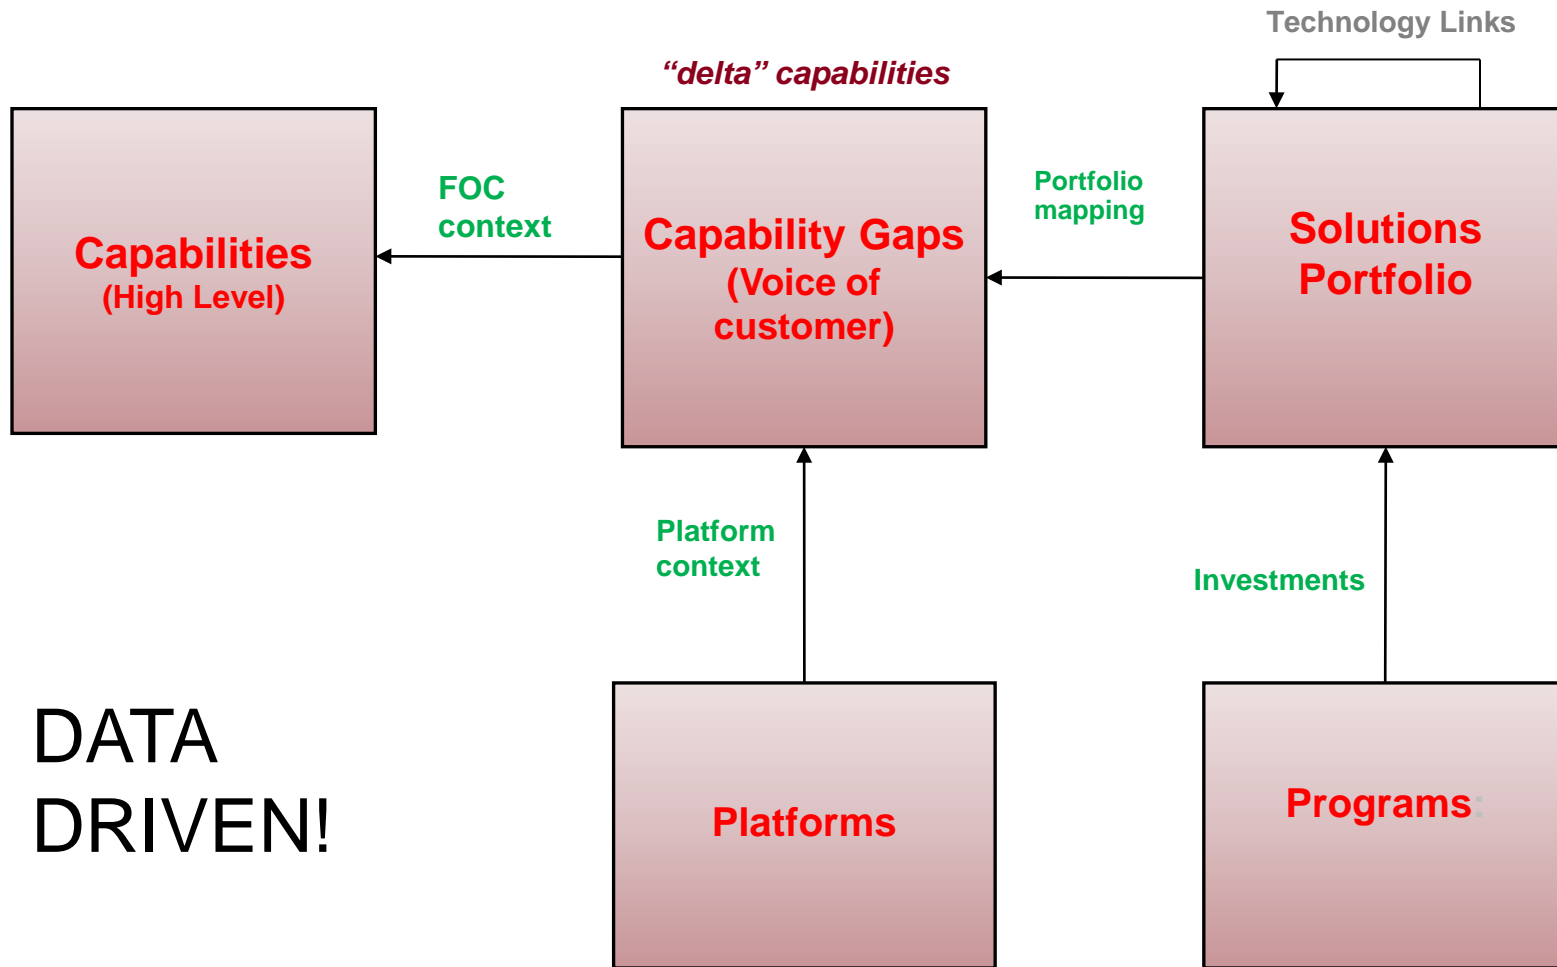 Technology Links
“delta” capabilities
FOC
context
Portfolio
mapping
Capabilities
(High Level)
Capability Gaps
(Voice of
customer)
Solutions
Portfolio
Platform
context
Investments
DATA
DRIVEN!
Platforms
Programs: